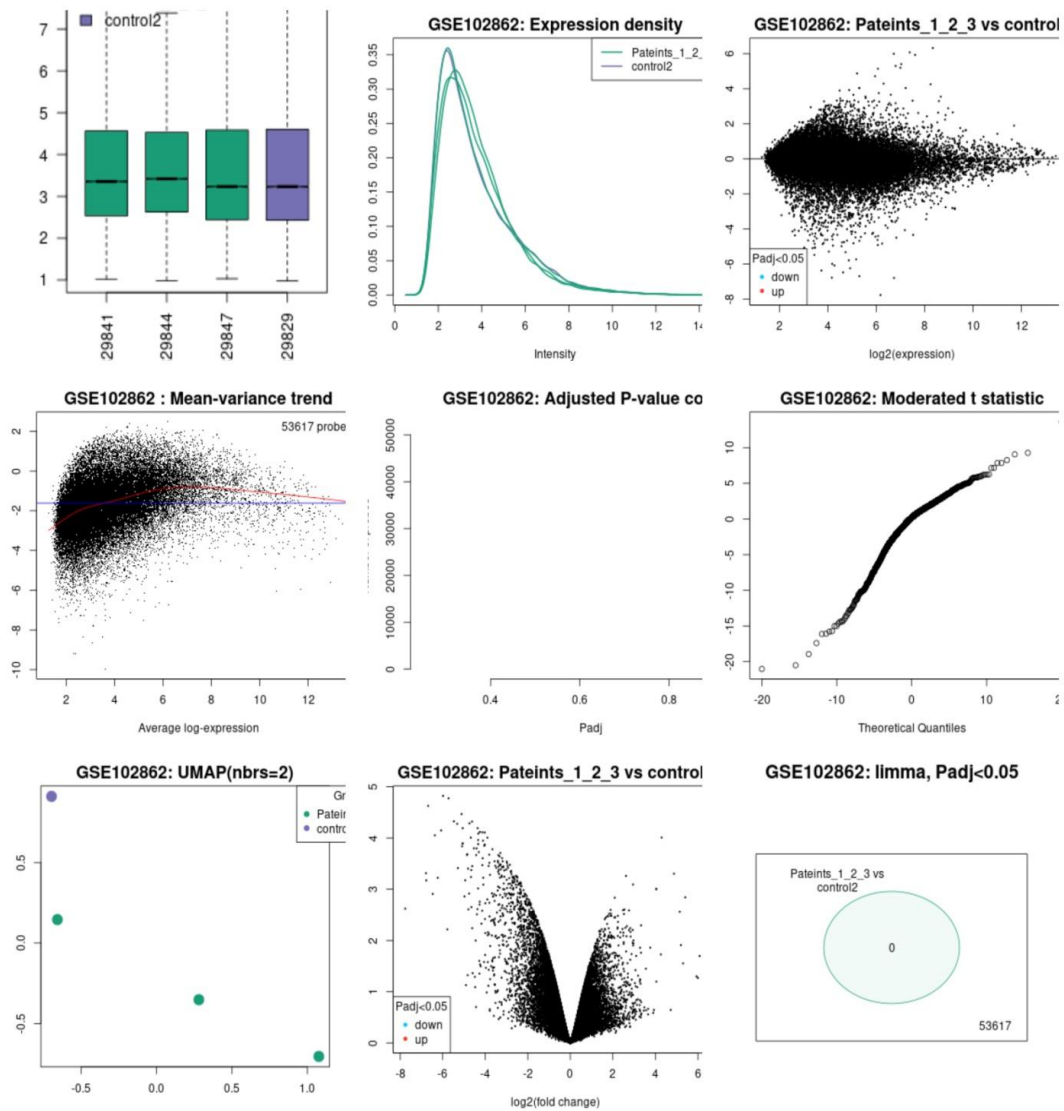 control2
7
6
5
4
3
2
1
29841
29844
29847
29829
GSE102862: Expression density
Pateints_1_2_
control2
0.35
0.30
0.25
0.20
0.15
0.10
0.05
0.00
0 2 4 6 8 10 12 14
Intensity
GSE102862: Pateints_1_2_3 vs control
6
4
2
0
-2
-4
-6
-8
Padj<0.05
down
up
2 4 6 8 10 12
log2(expression)
GSE102862 : Mean-variance trend
53617 probe
2
0
-2
-4
-6
-8
-10
2 4 6 8 10 12
Average log-expression
GSE102862: Adjusted P-value co
50000
40000
30000
20000
10000
0
0.4 0.6 0.8
Padj
GSE102862: Moderated t statistic
10
5
0
-5
-10
-15
-20
-20 -10 0 10 2
Theoretical Quantiles
GSE102862: UMAP(nbrs=2)
Gr
Patein
contro
0.5
0.0
-0.5
-0.5 0.0 0.5 1.0
GSE102862: Pateints_1_2_3 vs control
5
4
3
2
1
0
Padj<0.05
down
up
-8 -6 -4 -2 0 2 4 6
log2(fold change)
GSE102862: limma, Padj<0.05
Pateints_1_2_3 vs
control2
0
53617